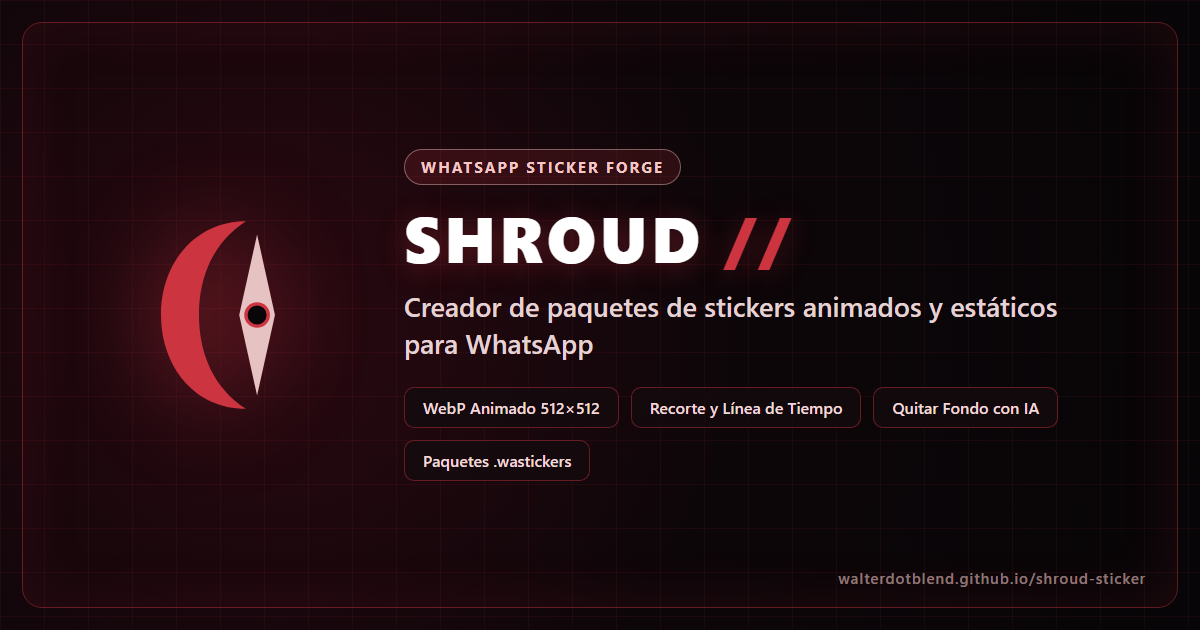 WHATSAPP STICKER FORGE
SHROUD //
Creador de paquetes de stickers animados y estáticos
para WhatsApp
WebP Animado 512×512
Recorte y Línea de Tiempo
Quitar Fondo con IA
Paquetes .wastickers
walterdotblend.github.io/shroud-sticker